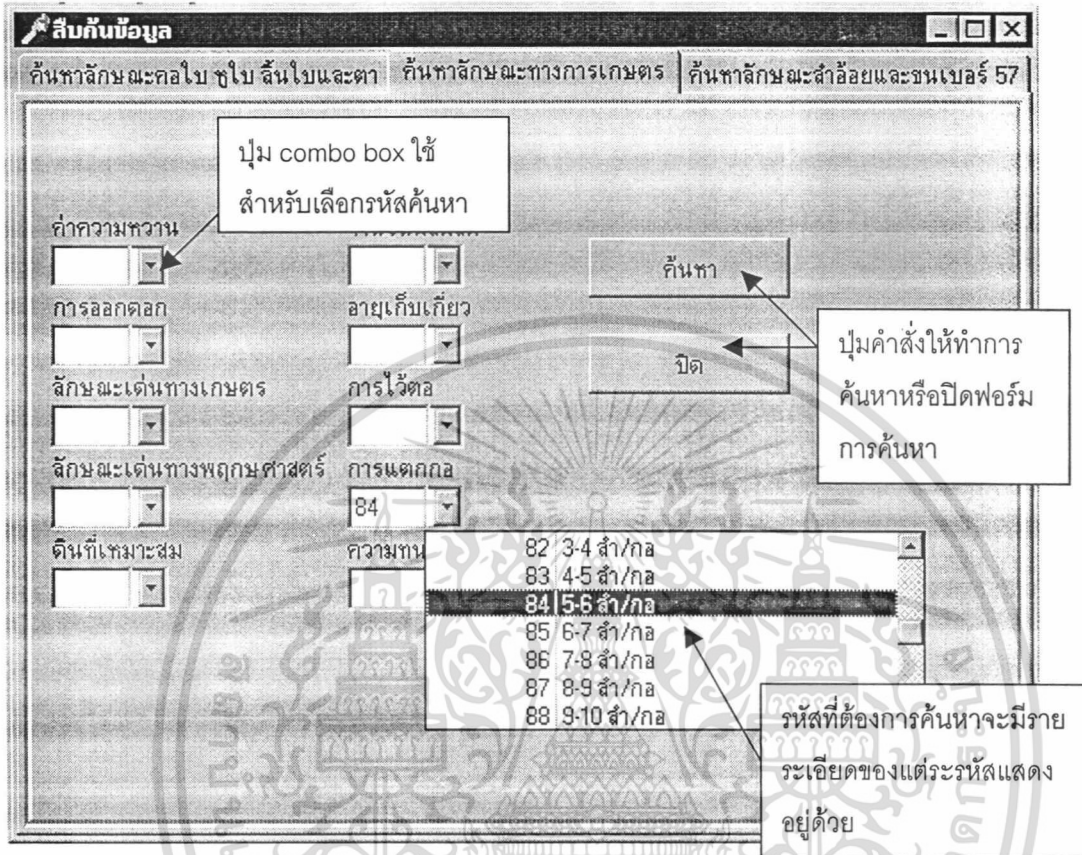 สืบค้นข้อมูล
ค้นหาลักษณะคอใบ หูใบ ลิ้นใบและตา ค้นหาลักษณะทางการเกษตร ค้นหาลักษณะลำอ้อยและขนเบอร์ 57
ปุ่ม combo box ใช้
สำหรับเลือกรหัสค้นหา
ค่าความหวาน
ค้นหา
การออกดอก อายุเก็บเกี่ยว
ปิด
ปุ่มคำสั่งให้ทำการ
ค้นหาหรือปิดฟอร์ม
การค้นหา
ลักษณะเด่นทางเกษตร การไว้ตอ
ลักษณะเด่นทางพฤกษศาสตร์ การแตกกอ
84
ดินที่เหมาะสม ความทน
82 3-4 ลำ/กอ
83 4-5 ลำ/กอ
84 5-6 ลำ/กอ
85 6-7 ลำ/กอ
86 7-8 ลำ/กอ
87 8-9 ลำ/กอ
88 9-10 ลำ/กอ
รหัสที่ต้องการค้นหาจะมีราย
ระเอียดของแต่ระรหัสแสดง
อยู่ด้วย